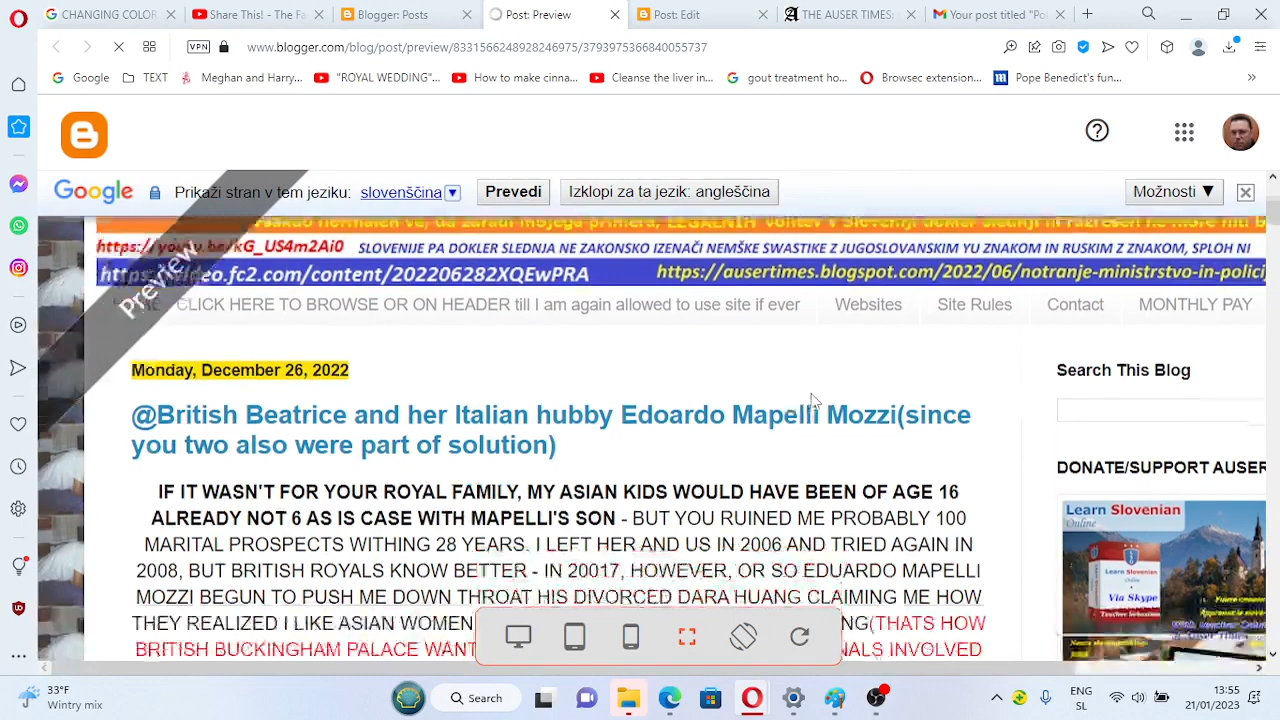 CHANGING COLOR
Share This! - The Fa
Blogger: Posts
Post: Preview
Post: Edit
THE AUSER TIMES:
Your post titled "Po
VPN
www.blogger.com/blog/post/preview/8331566248928246975/3793975366840055737
Google
TEXT
Meghan and Harry...
"ROYAL WEDDING"...
How to make cinna...
Cleanse the liver in...
gout treatment ho...
Browsec extension...
Pope Benedict's fun...
Google
Prikaži stran v tem jeziku: slovenščina
Prevedi
Izklopi za ta jezik: angleščina
Možnosti ▼
Preview
https://youtu.be/kG_US4m2Ai0
SLOVENIJE PA DOKLER SLEDNJA NE ZAKONSKO IZENAČI NEMŠKE SWASTIKE Z JUGOSLOVANSKIM YU ZNAKOM IN RUSKIM Z ZNAKOM, SPLOH NI
eo.fc2.com/content/202206282XQEwPRA
https://ausertimes.blogspot.com/2022/06/notranje-ministrstvo-in-polici
CLICK HERE TO BROWSE OR ON HEADER till I am again allowed to use site if ever
Websites
Site Rules
Contact
MONTHLY PAY
Monday, December 26, 2022
@British Beatrice and her Italian hubby Edoardo Mapelli Mozzi(since
you two also were part of solution)
IF IT WASN'T FOR YOUR ROYAL FAMILY, MY ASIAN KIDS WOULD HAVE BEEN OF AGE 16
ALREADY NOT 6 AS IS CASE WITH MAPELLI'S SON - BUT YOU RUINED ME PROBABLY 100
MARITAL PROSPECTS WITHING 28 YEARS. I LEFT HER AND US IN 2006 AND TRIED AGAIN IN
2008, BUT BRITISH ROYALS KNOW BETTER - IN 20017, HOWEVER, OR SO EDUARDO MAPELLI
MOZZI BEGUN TO PUSH ME DOWN THROAT HIS DIVORCED DARA HUANG CLAIMING ME HOW
THEY REALIZED I LIKE ASIAN WOMEN
NG(THATS HOW
BRITISH BUCKINGHAM PALACE WANT
NALS INVOLVED
Search This Blog
DONATE/SUPPORT AUSER
Learn Slovenian
Online
Via Skype
33°F
Wintry mix
Search
ENG
SL
13:55
21/01/2023